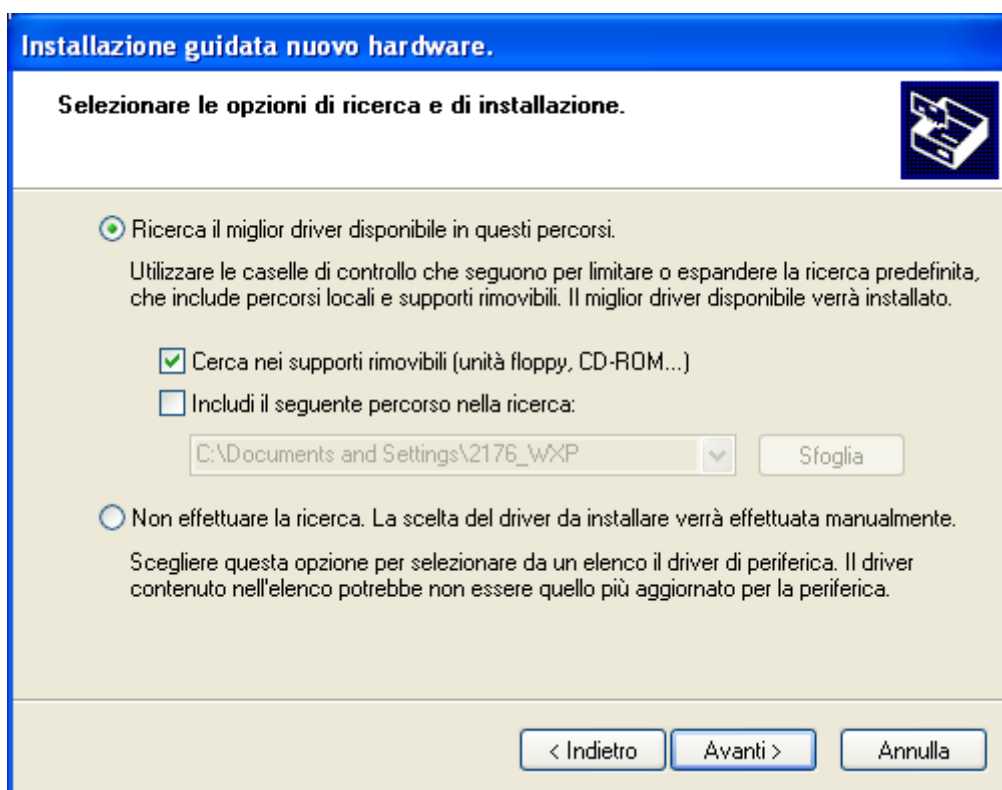 Installazione guidata nuovo hardware.
Selezionare le opzioni di ricerca e di installazione.
Ricerca il miglior driver disponibile in questi percorsi.
Utilizzare le caselle di controllo che seguono per limitare o espandere la ricerca predefinita,
che include percorsi locali e supporti rimovibili. Il miglior driver disponibile verrà installato.
Cerca nei supporti rimovibili (unità floppy, CD-ROM...)
Includi il seguente percorso nella ricerca:
C:\Documents and Settings\2176_WXP
Sfoglia
Non effettuare la ricerca. La scelta del driver da installare verrà effettuata manualmente.
Scegliere questa opzione per selezionare da un elenco il driver di periferica. Il driver
contenuto nell'elenco potrebbe non essere quello più aggiornato per la periferica.
< Indietro
Avanti >
Annulla